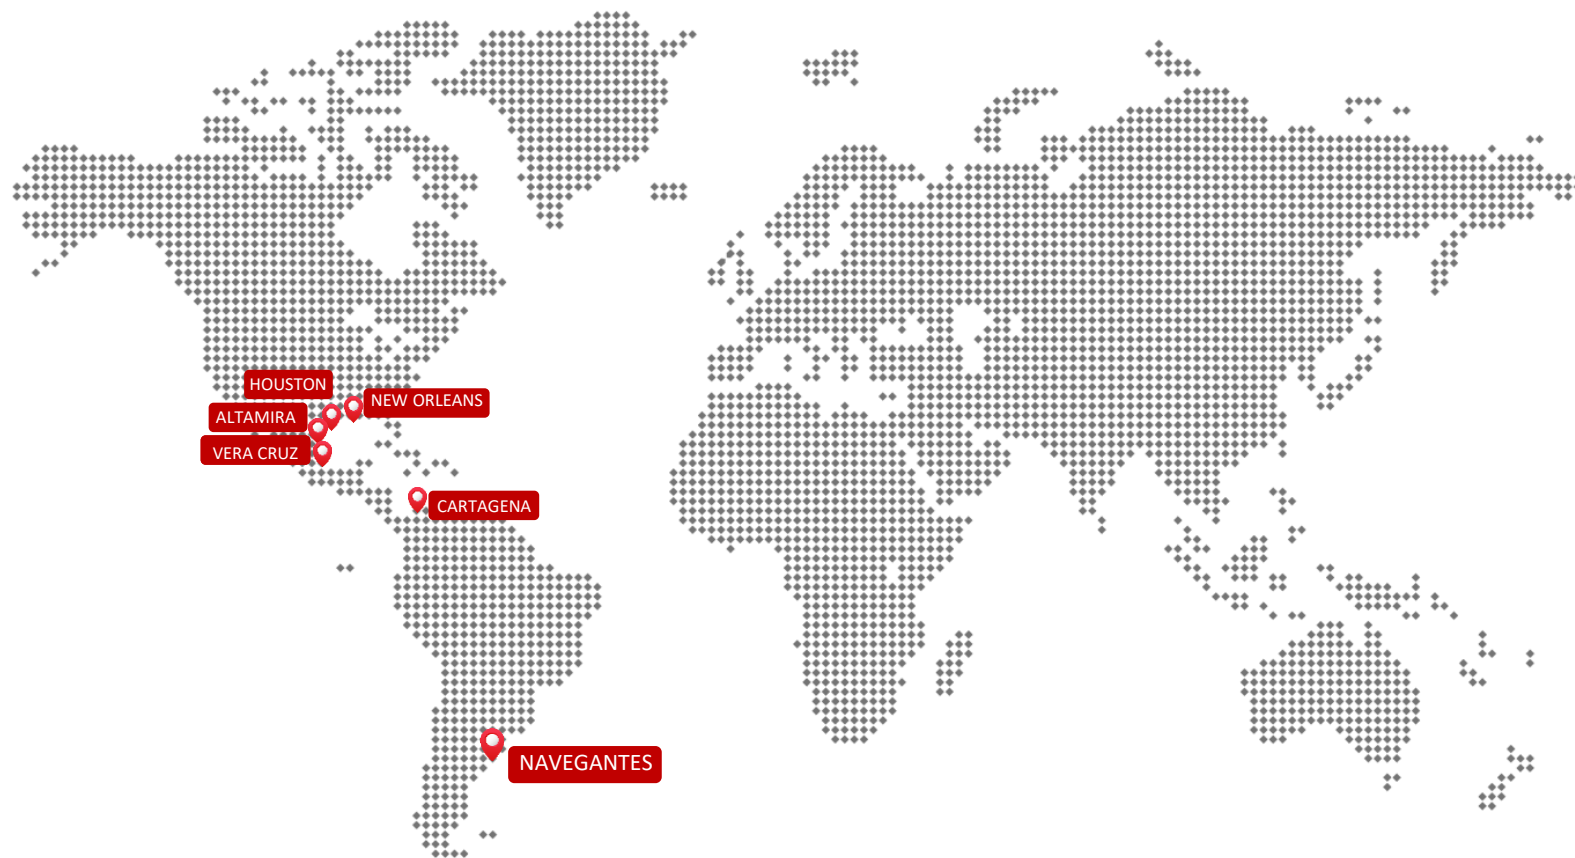 HOUSTON
NEW ORLEANS
ALTAMIRA
VERA CRUZ
CARTAGENA
NAVEGANTES